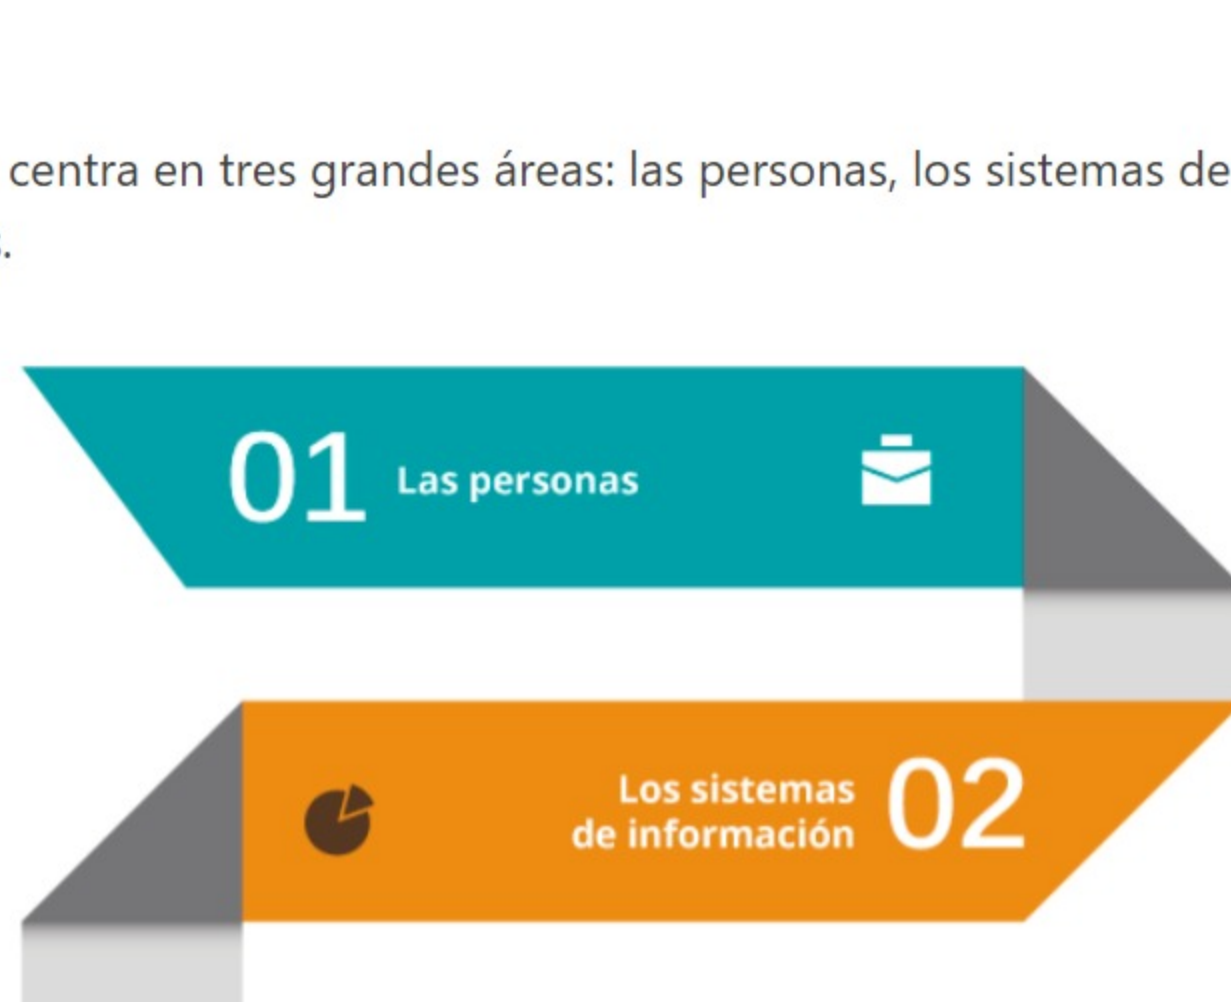 centra en tres grandes áreas: las personas, los sistemas de
.
01 Las personas
Los sistemas
de información 02